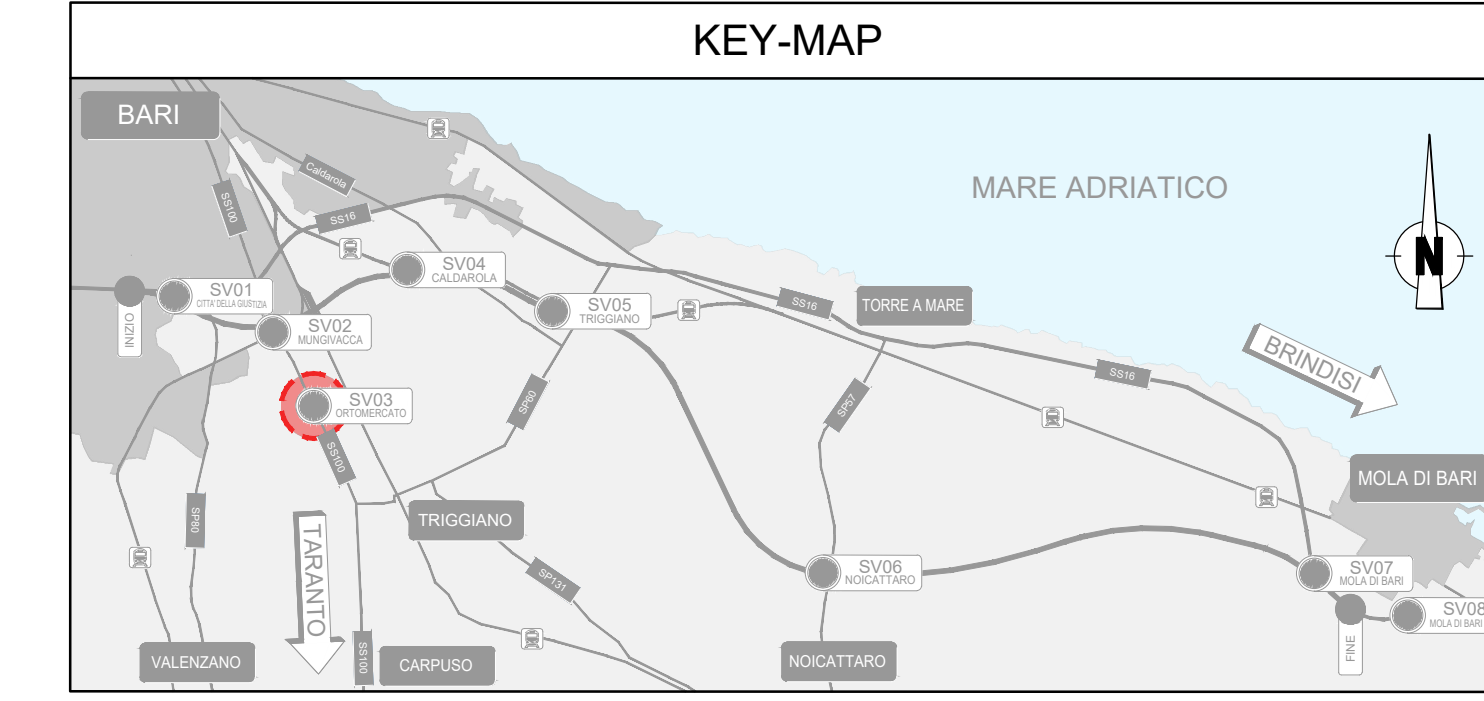 KEY-MAP
BARI
MARE ADRIATICO
Caldarola
SS100
SS16
N
SV04
CALDAROLA
SV01
CITTA' DELLA GIUSTIZIA
SV05
TRIGGIANO
SS16
TORRE A MARE
INIZIO
SV02
MUNGIVACCA
BRINDISI
SS16
SP60
SP57
SV03
ORTOMERCATO
SS100
MOLA DI BARI
SP80
TRIGGIANO
TARANTO
SP131
SV06
NOICATTARO
SV07
MOLA DI BARI
SV08
MOLA DI BARI
FINE
VALENZANO
SS100
CARPUSO
NOICATTARO